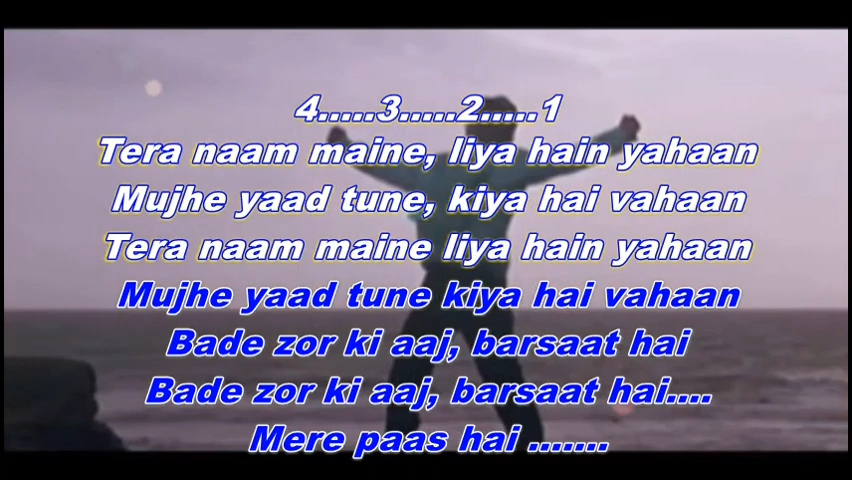 4.....3.....2.....1
Tera naam maine, liya hain yahaan
Mujhe yaad tune, kiya hai vahaan
Tera naam maine liya hain yahaan
Mujhe yaad tune kiya hai vahaan
Bade zor ki aaj, barsaat hai
Bade zor ki aaj, barsaat hai....
Mere paas hai .......